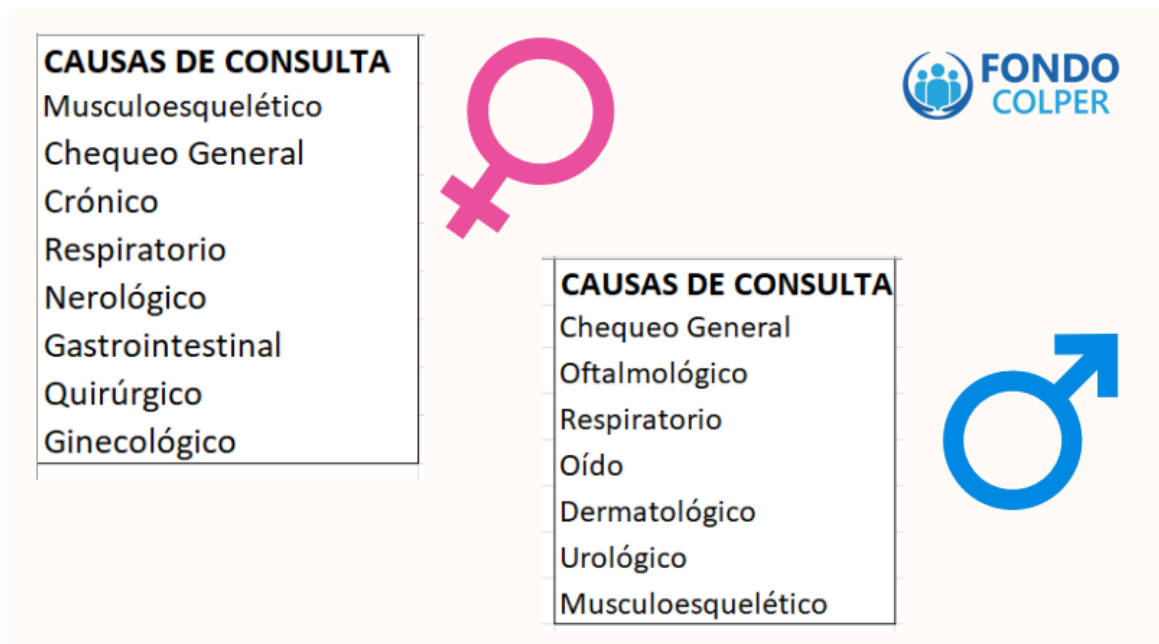 CAUSAS DE CONSULTA
Musculoesquelético
Chequeo General
Crónico
Respiratorio
Nerológico
Gastrointestinal
Quirúrgico
Ginecológico
FONDO
COLPER
CAUSAS DE CONSULTA
Chequeo General
Oftalmológico
Respiratorio
Oído
Dermatológico
Urológico
Musculoesquelético